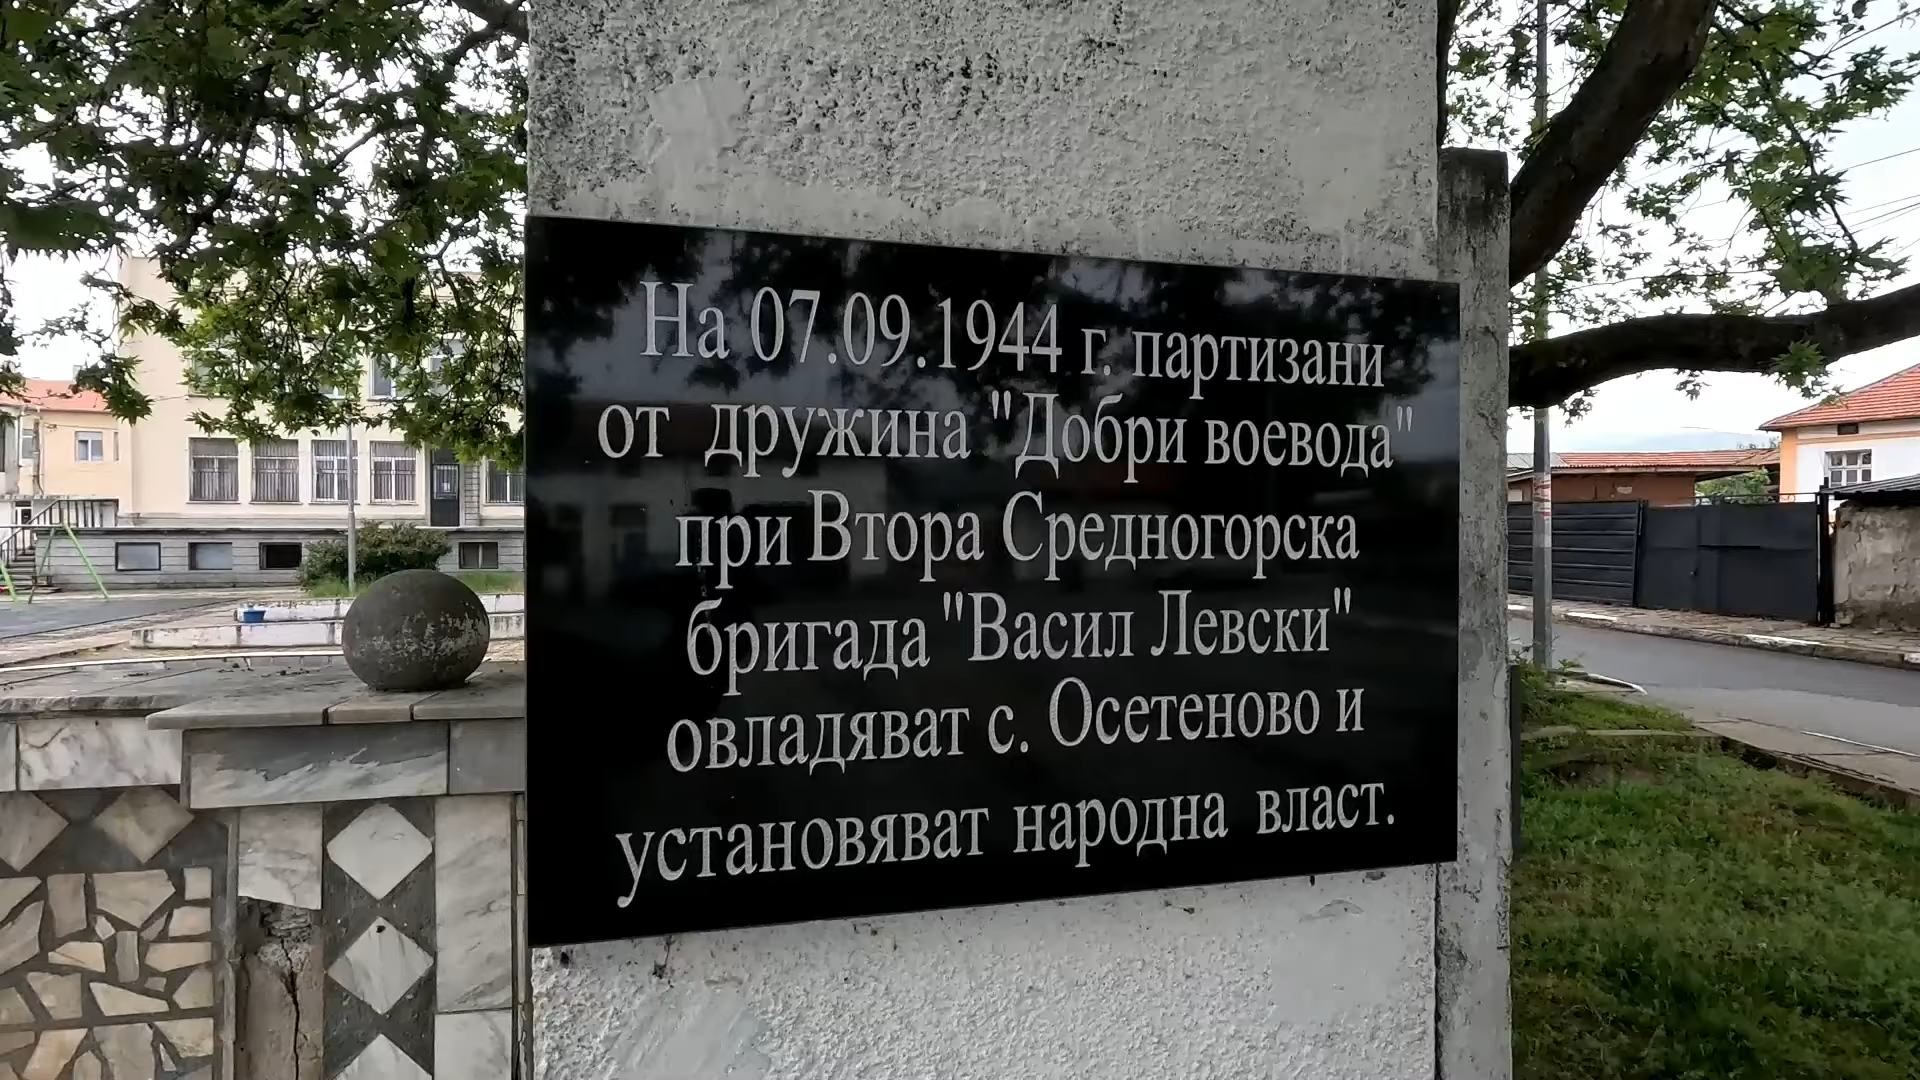 На 07.09.1944 г. партизани
от дружина "Добри воевода"
при Втора Средногорска
бригада "Васил Левски"
овладяват с. Осетеново и
установяват народна власт.